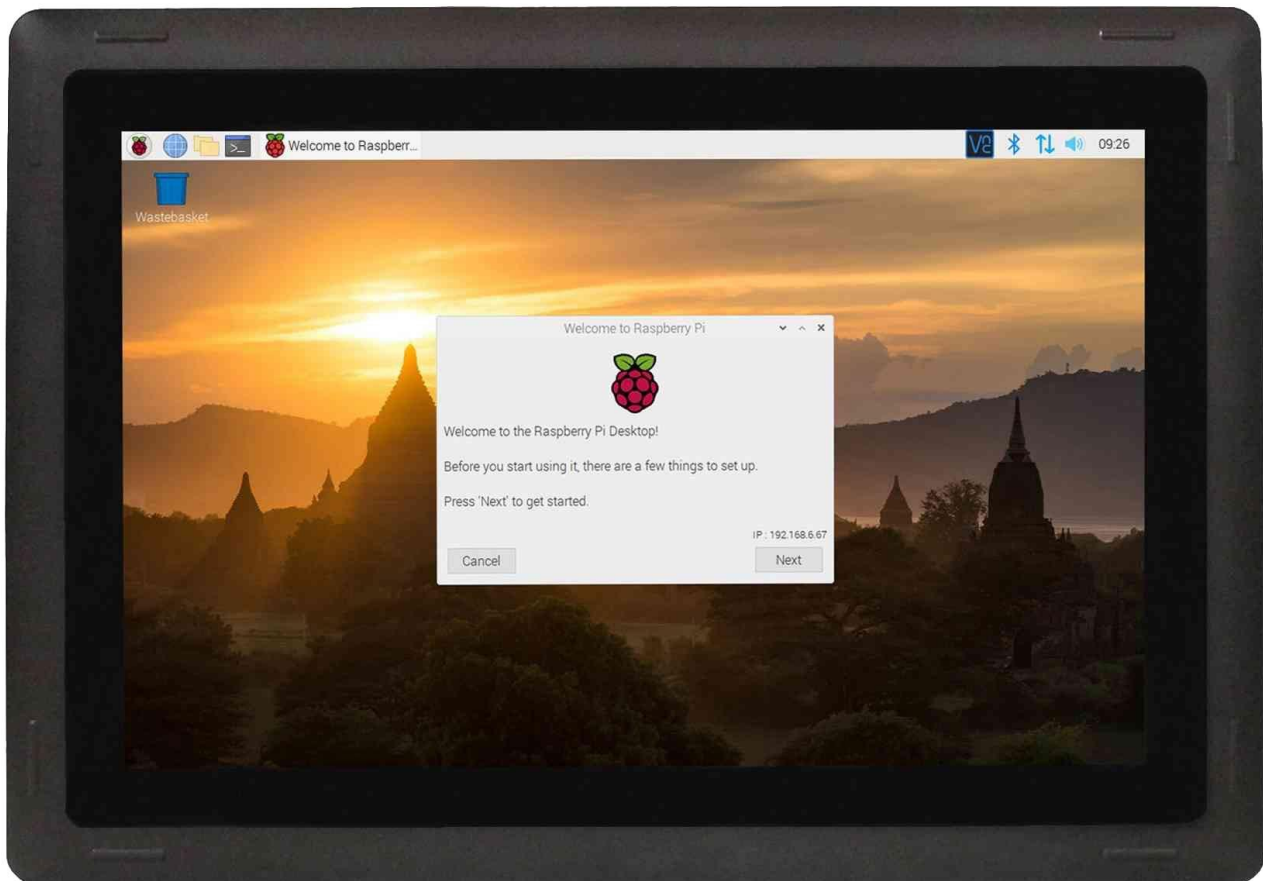 Welcome to Raspberr...
V2 09:26
Wastebasket
Welcome to Raspberry Pi
Welcome to the Raspberry Pi Desktop!
Before you start using it, there are a few things to set up.
Press 'Next' to get started.
IP : 192.168.6.67
Cancel Next